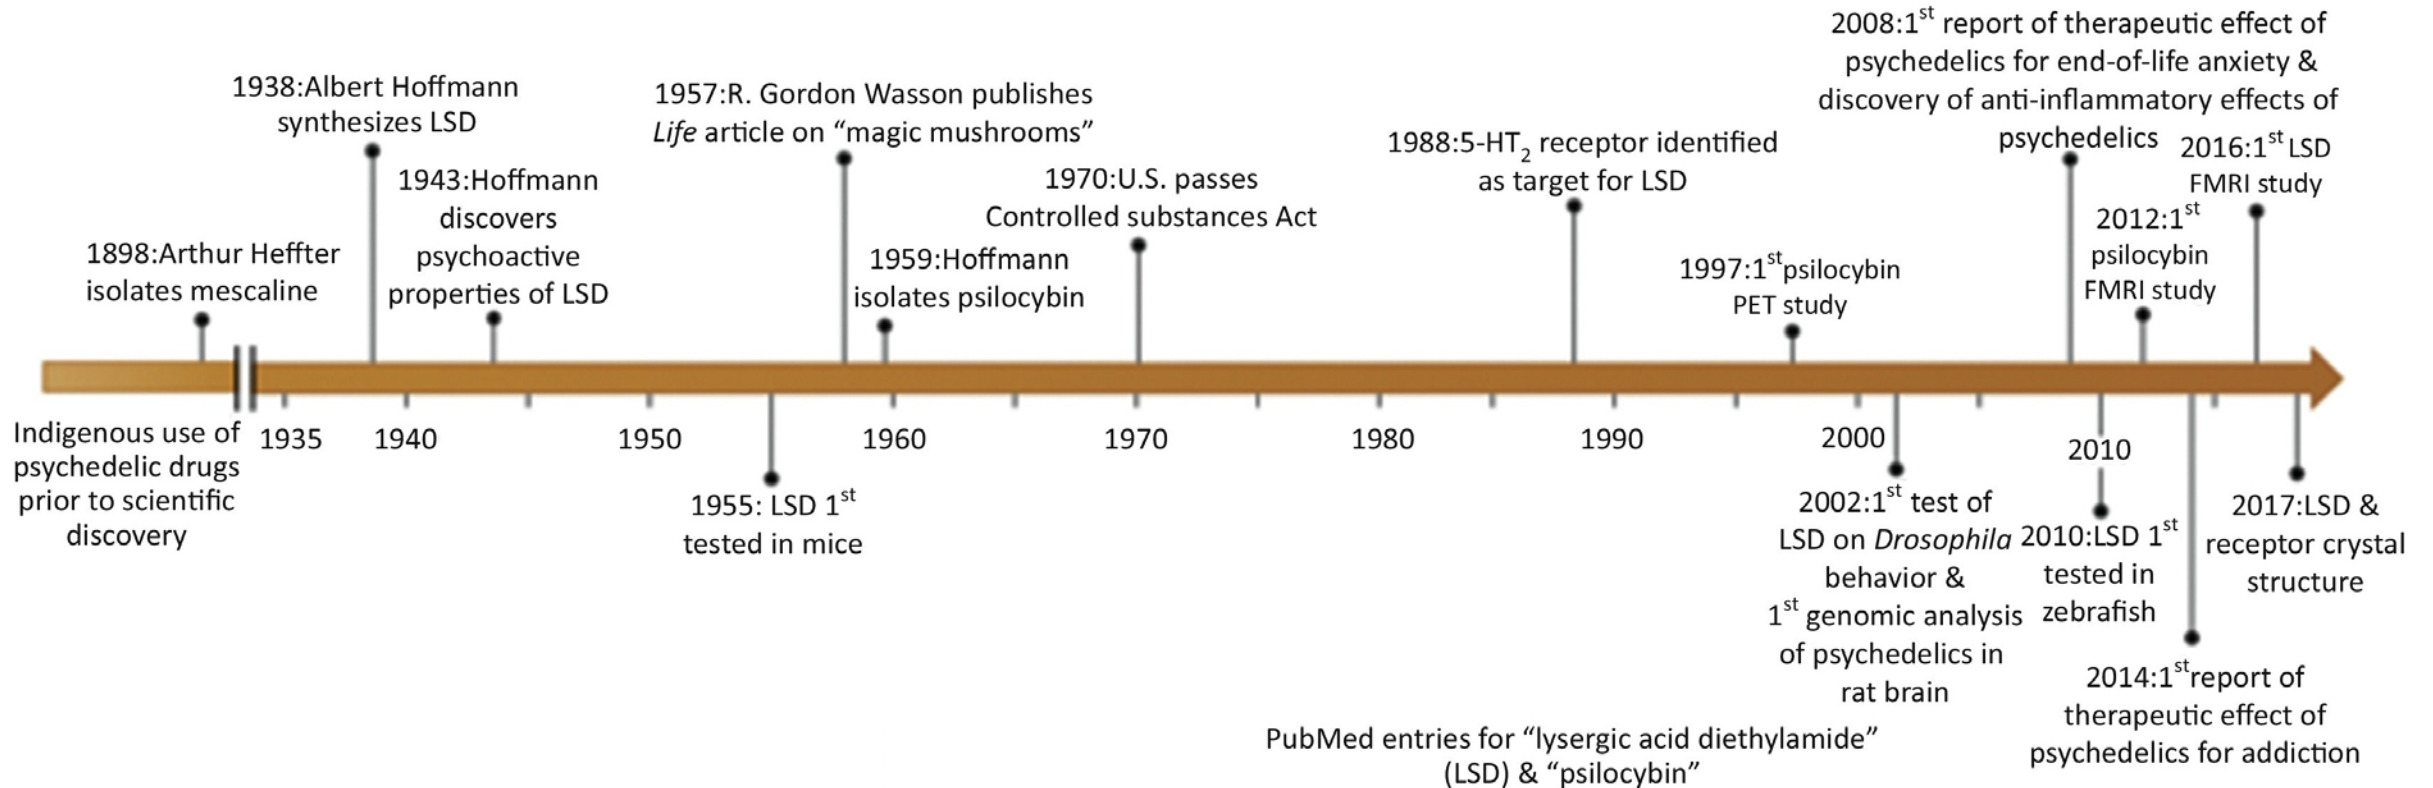 1898:Arthur Heffter
isolates mescaline
1938:Albert Hoffmann
synthesizes LSD
1943:Hoffmann
discovers
psychoactive
properties of LSD
1957:R. Gordon Wasson publishes
Life article on “magic mushrooms”
1959:Hoffmann
isolates psilocybin
1970:U.S. passes
Controlled substances Act
1988:5-HT2 receptor identified
as target for LSD
1997:1st psilocybin
PET study
2008:1st report of therapeutic effect of
psychedelics for end-of-life anxiety &
discovery of anti-inflammatory effects of
psychedelics
2012:1st
psilocybin
FMRI study
2016:1st LSD
FMRI study
Indigenous use of
psychedelic drugs
prior to scientific
discovery
1935
1940
1950
1960
1970
1980
1990
2000
2010
1955: LSD 1st
tested in mice
2002:1st test of
LSD on Drosophila
behavior &
1st genomic analysis
of psychedelics in
rat brain
2010:LSD 1st
tested in
zebrafish
2014:1st report of
therapeutic effect of
psychedelics for addiction
2017:LSD &
receptor crystal
structure
PubMed entries for “lysergic acid diethylamide”
(LSD) & “psilocybin”